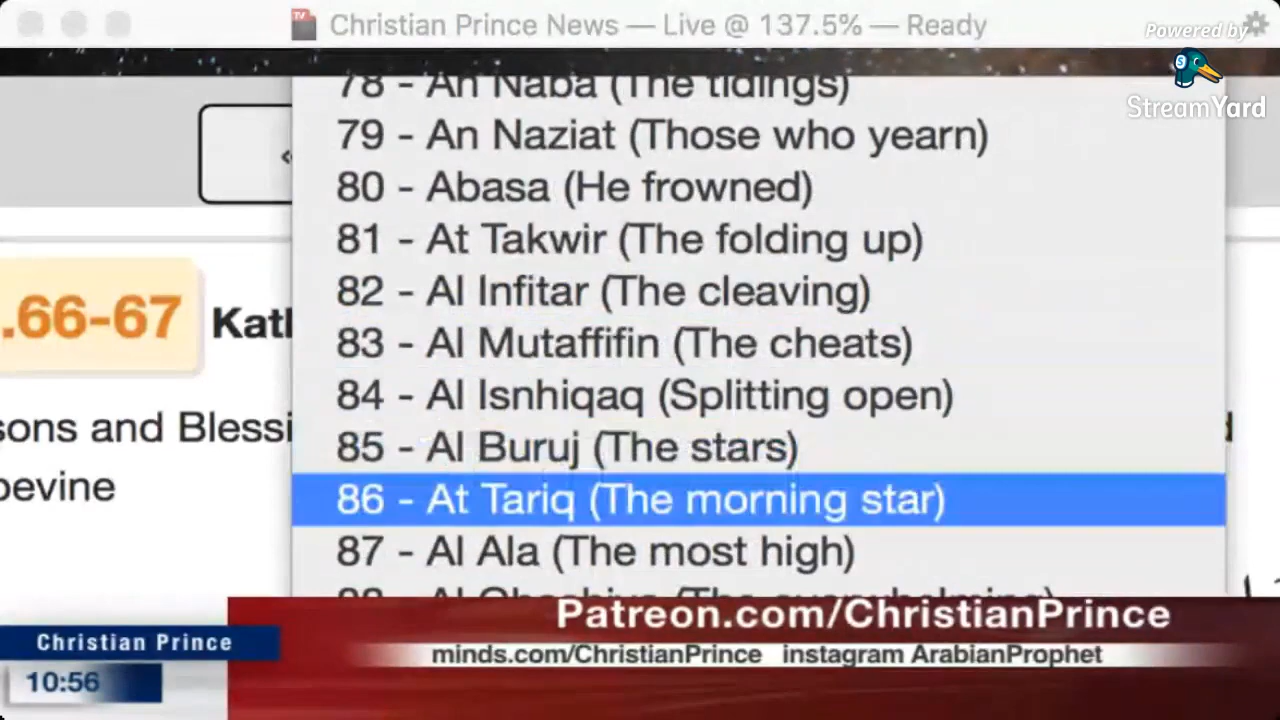 Christian Prince News — Live @ 137.5% — Ready
Powered by
StreamYard
78 - An Naba (The tidings)
79 - An Naziat (Those who yearn)
80 - Abasa (He frowned)
81 - At Takwir (The folding up)
82 - Al Infitar (The cleaving)
.66-67 Kath
83 - Al Mutaffifin (The cheats)
84 - Al Isnhiqaq (Splitting open)
sons and Blessi
85 - Al Buruj (The stars)
pevine
86 - At Tariq (The morning star)
87 - Al Ala (The most high)
Patreon.com/ChristianPrince
Christian Prince
minds.com/ChristianPrince instagram ArabianProphet
10:56